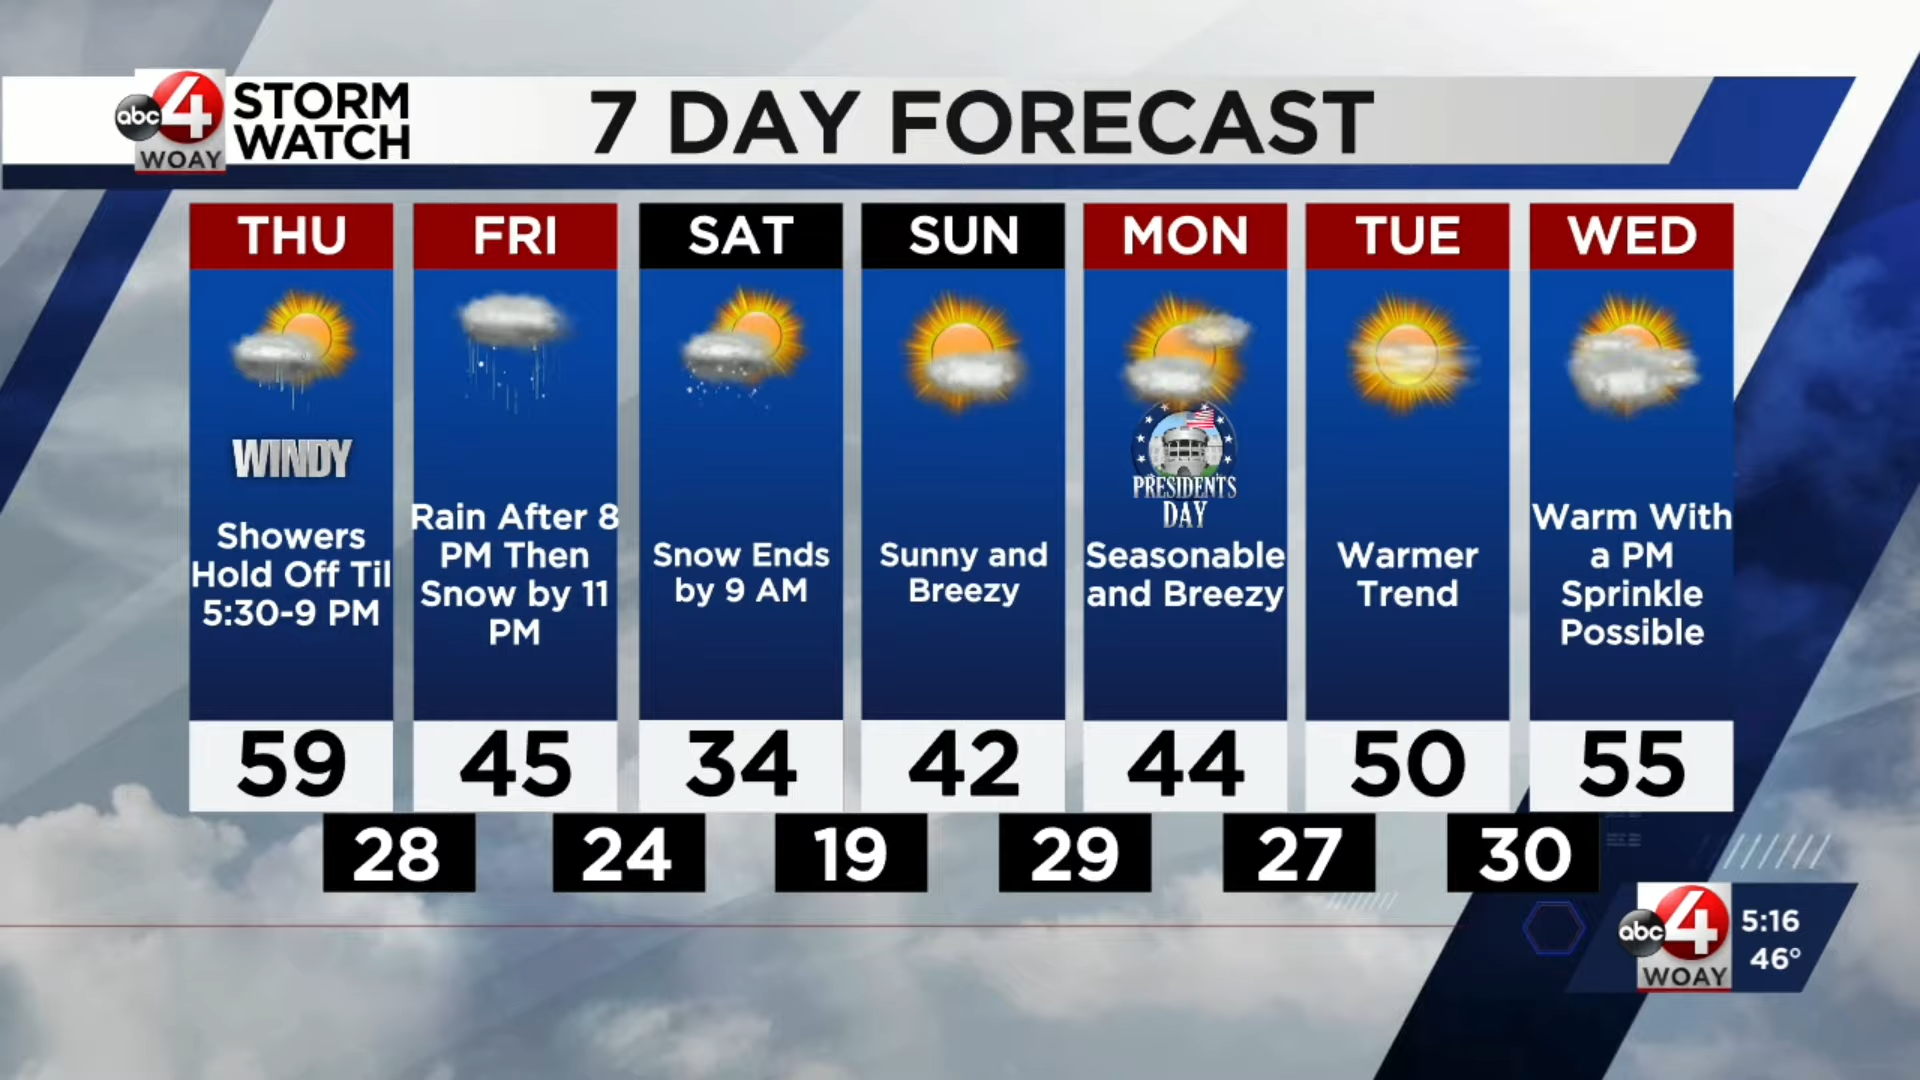 abc 4 WOAY
STORM
WATCH
7 DAY FORECAST
THU
WINDY
Showers
Hold Off Til
5:30-9 PM
59
FRI
Rain After 8
PM Then
Snow by 11
PM
45
SAT
Snow Ends
by 9 AM
34
SUN
Sunny and
Breezy
42
MON
PRESIDENTS
DAY
Seasonable
and Breezy
44
TUE
Warmer
Trend
50
WED
Warm With
a PM
Sprinkle
Possible
55
28
24
19
29
27
30
abc 4 WOAY
5:16
46°